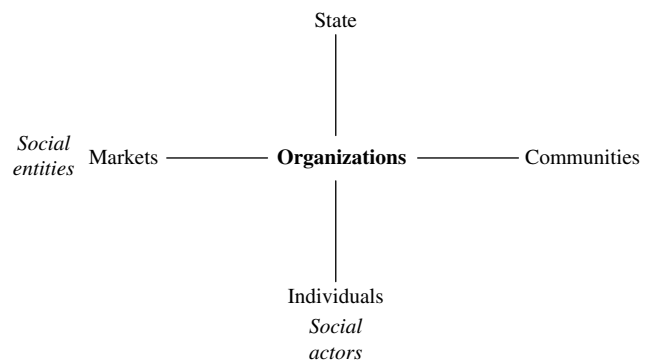 State
Social
entities
Markets
Organizations
Communities
Individuals
Social
actors